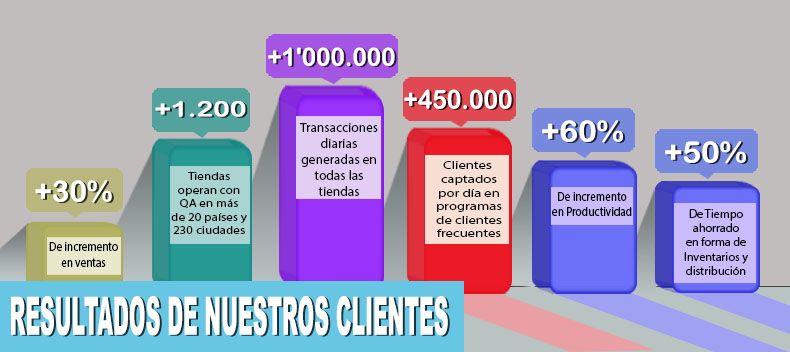 +30%
De incremento
en ventas
+1.200
Tiendas
operan con
QA en más
de 20 países y
230 ciudades
+1'000.000
Transacciones
diarias
generadas en
todas las
tiendas
+450.000
Clientes
captados
por día en
programas
de clientes
frecuentes
+60%
De incremento
en Productividad
+50%
De Tiempo
ahorrado
en forma de
Inventarios y
distribución
RESULTADOS DE NUESTROS CLIENTES